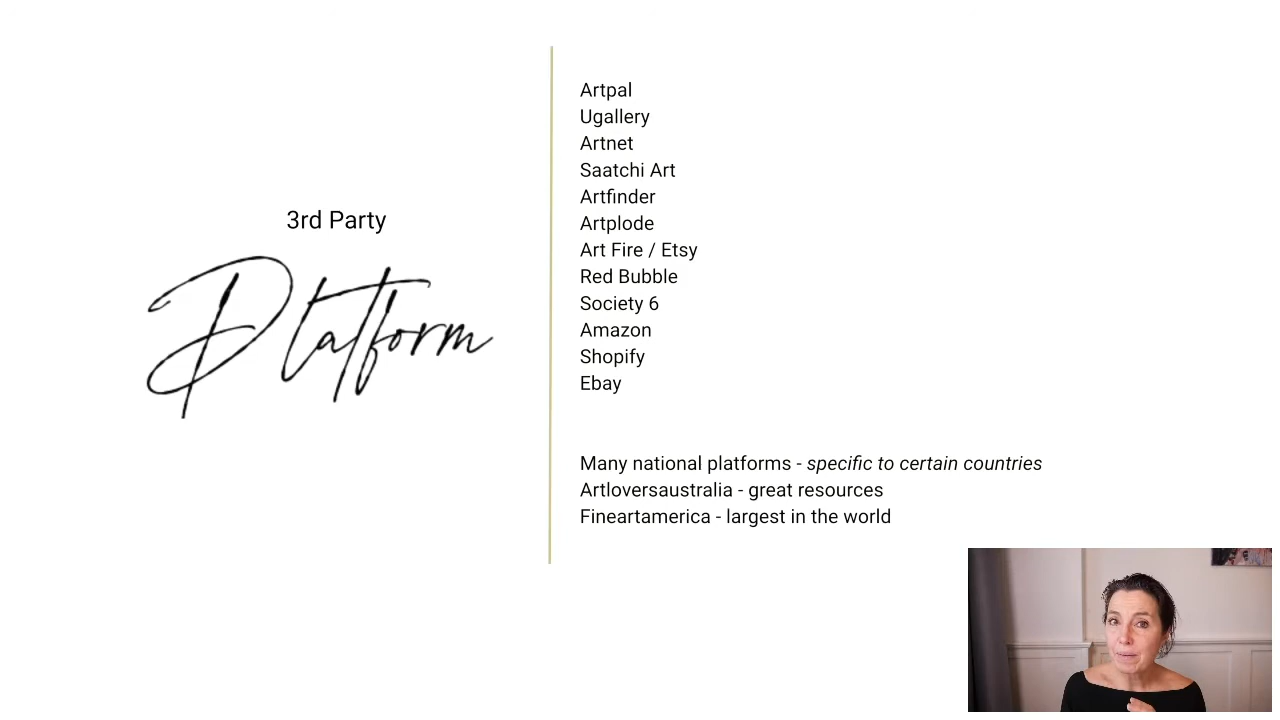 3rd Party
Platform
Artpal
Ugallery
Artnet
Saatchi Art
Artfinder
Artplode
Art Fire / Etsy
Red Bubble
Society 6
Amazon
Shopify
Ebay
Many national platforms - specific to certain countries
Artloversaustralia - great resources
Fineartamerica - largest in the world